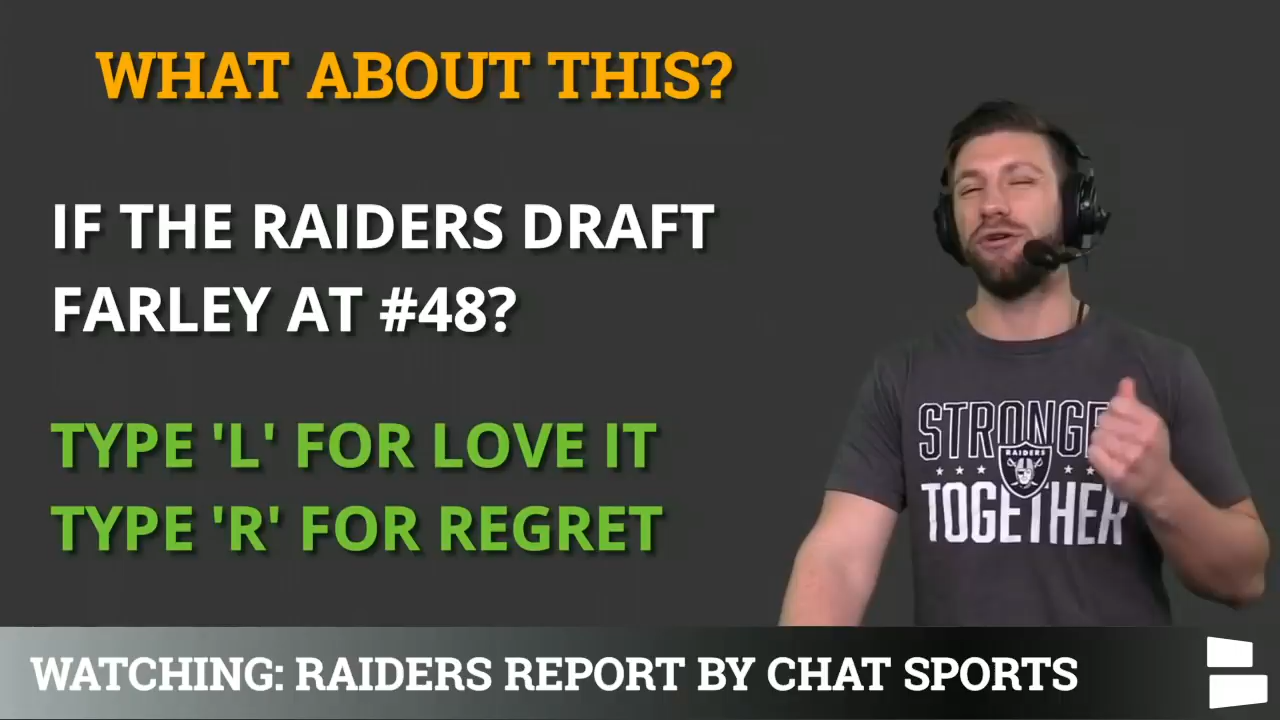 WHAT ABOUT THIS?
IF THE RAIDERS DRAFT
FARLEY AT #48?
TYPE 'L' FOR LOVE IT
TYPE 'R' FOR REGRET
STRONGE
RAIDERS
TOGETHER
WATCHING: RAIDERS REPORT BY CHAT SPORTS